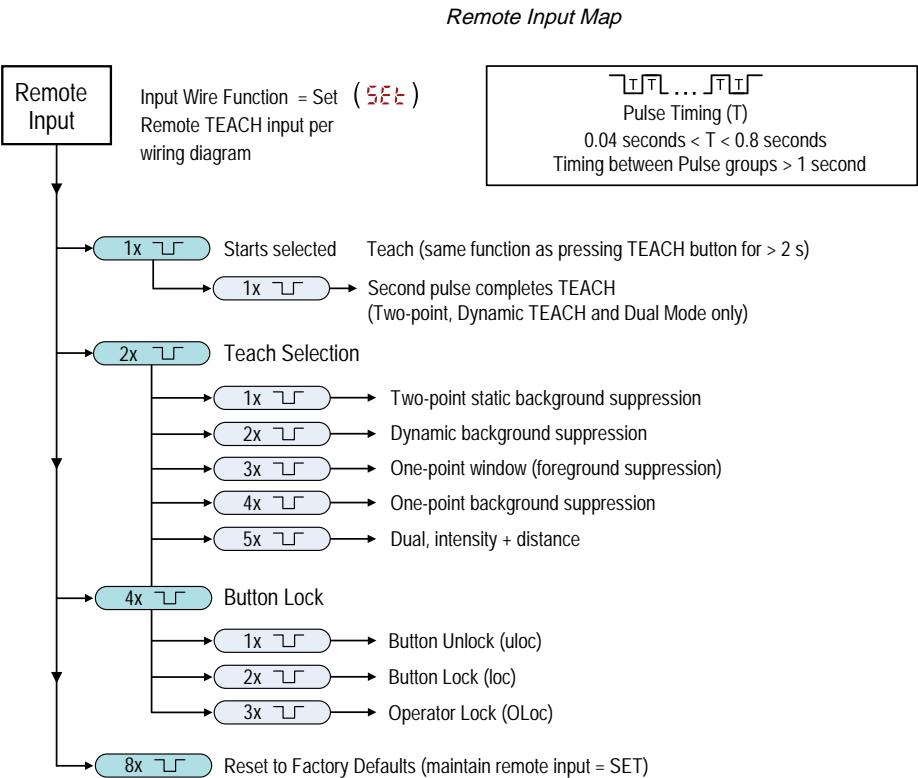 Remote Input Map
Remote
Input
Input Wire Function = Set (SEt)
Remote TEACH input per
wiring diagram
T T ... T T
Pulse Timing (T)
0.04 seconds < T < 0.8 seconds
Timing between Pulse groups > 1 second
1x Starts selected Teach (same function as pressing TEACH button for > 2 s)
1x Second pulse completes TEACH
(Two-point, Dynamic TEACH and Dual Mode only)
2x Teach Selection
1x Two-point static background suppression
2x Dynamic background suppression
3x One-point window (foreground suppression)
4x One-point background suppression
5x Dual, intensity + distance
4x Button Lock
1x Button Unlock (uloc)
2x Button Lock (loc)
3x Operator Lock (OLoc)
8x Reset to Factory Defaults (maintain remote input = SET)